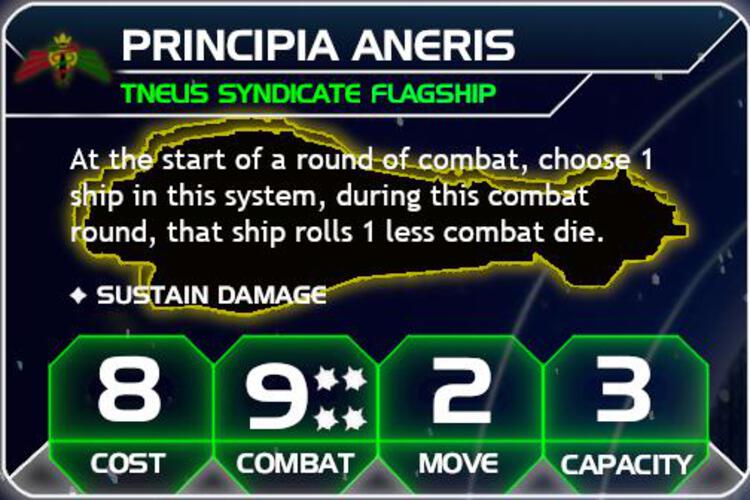 PRINCIPIA ANERIS
TNELIS SYNDICATE FLAGSHIP
At the start of a round of combat, choose 1
ship in this system, during this combat
round, that ship rolls 1 less combat die.
SUSTAIN DAMAGE
8 9 2 3
COST COMBAT MOVE CAPACITY